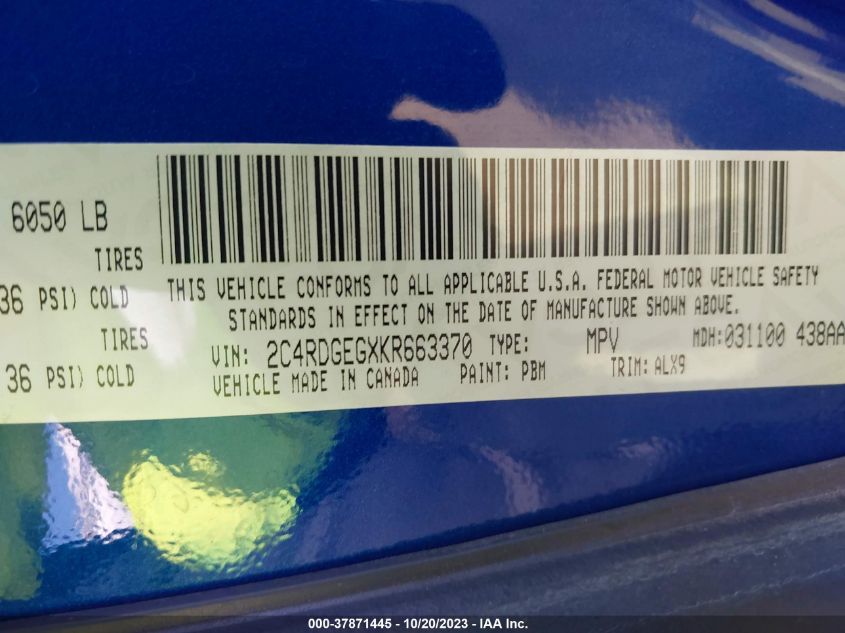 6050 LB
TIRES
36 PSI) COLD
TIRES
36 PSI) COLD
THIS VEHICLE CONFORMS TO ALL APPLICABLE U.S.A. FEDERAL MOTOR VEHICLE SAFETY
STANDARDS IN EFFECT ON THE DATE OF MANUFACTURE SHOWN ABOVE.
VIN: 2C4RDGEGXKR663370 TYPE: MPV MDH: 031100 438AA
VEHICLE MADE IN CANADA PAINT: PBM TRIM: ALX9
000-37871445 - 10/20/2023 - IAA Inc.